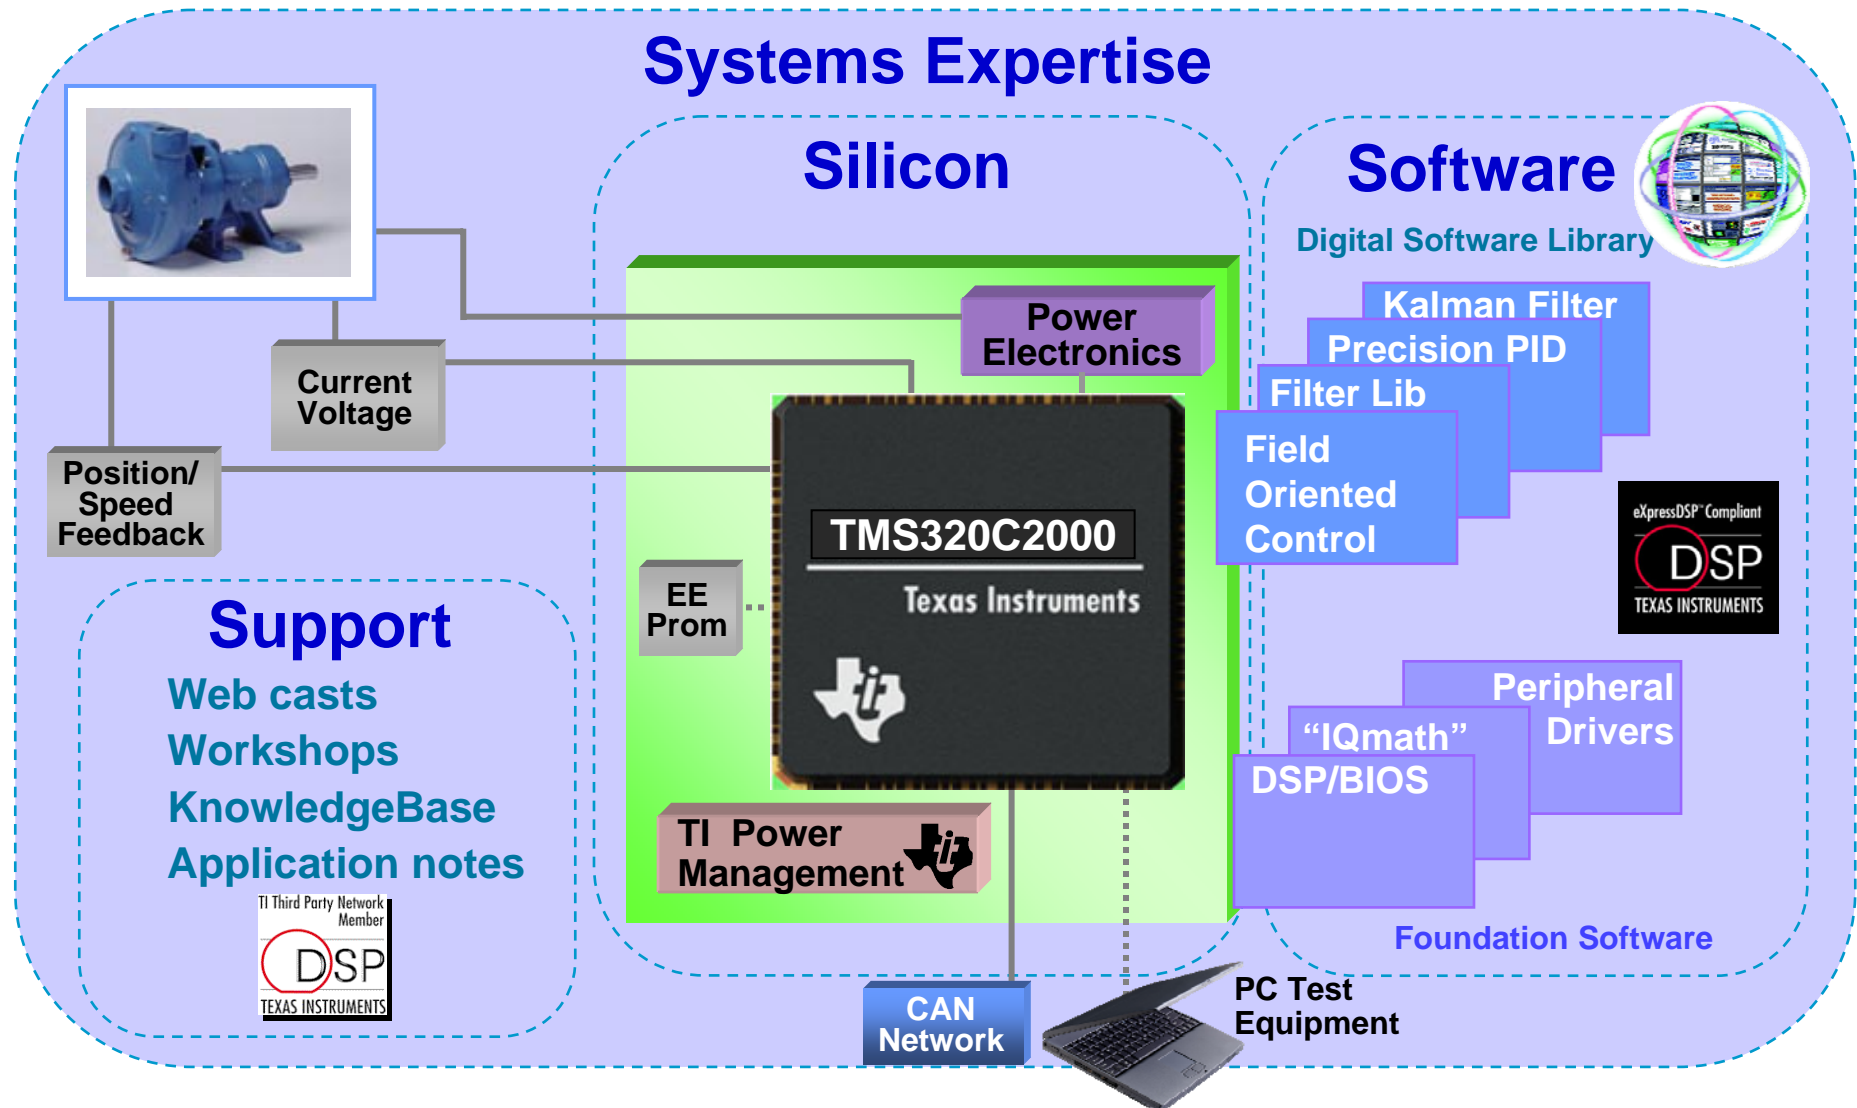 Systems Expertise
Silicon
Software
Digital Software Library
Kalman Filter
Precision PID
Filter Lib
Field
Oriented
Control
Power
Electronics
Current
Voltage
Position/
Speed
Feedback
TMS320C2000
Texas Instruments
EE
Prom
TI Power
Management
eXpressDSP™ Compliant
DSP
TEXAS INSTRUMENTS
Peripheral
Drivers
“IQmath”
DSP/BIOS
Foundation Software
Support
Web casts
Workshops
KnowledgeBase
Application notes
TI Third Party Network
Member
DSP
TEXAS INSTRUMENTS
CAN
Network
PC Test
Equipment